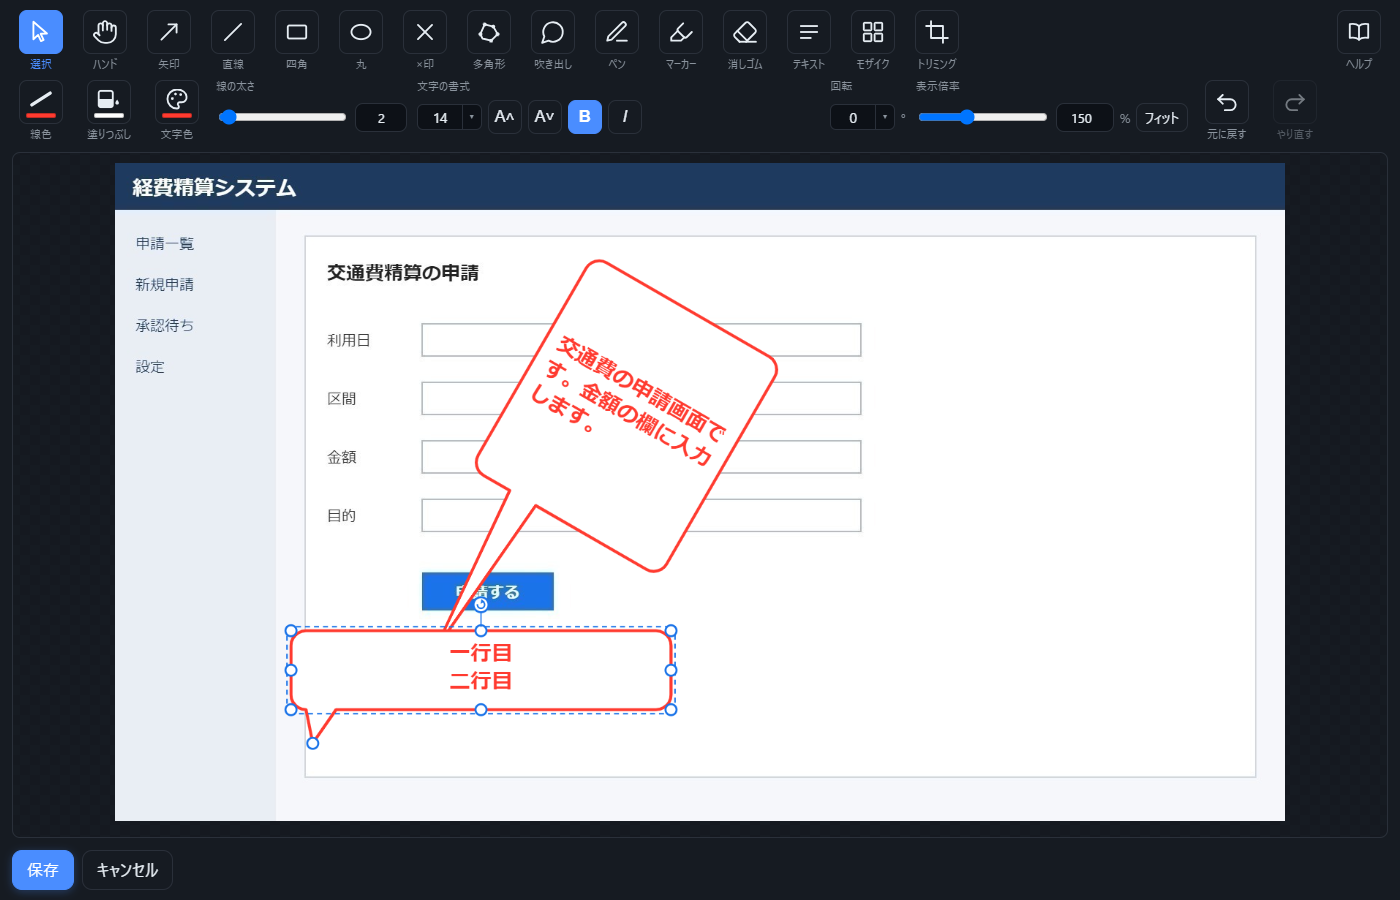 選択
ハンド
矢印
直線
四角
丸
×印
多角形
吹き出し
ペン
マーカー
消しゴム
テキスト
モザイク
トリミング
ヘルプ
線色
塗りつぶし
文字色
線の太さ
2
文字の書式
14
A^
Av
B
I
回転
0
°
表示倍率
150
%
フィット
元に戻す
やり直す
経費精算システム
申請一覧
新規申請
承認待ち
設定
交通費精算の申請
利用日
区間
金額
目的
交通費の申請画面で
す。金額の欄に入力
します。
申請する
一行目
二行目
保存
キャンセル